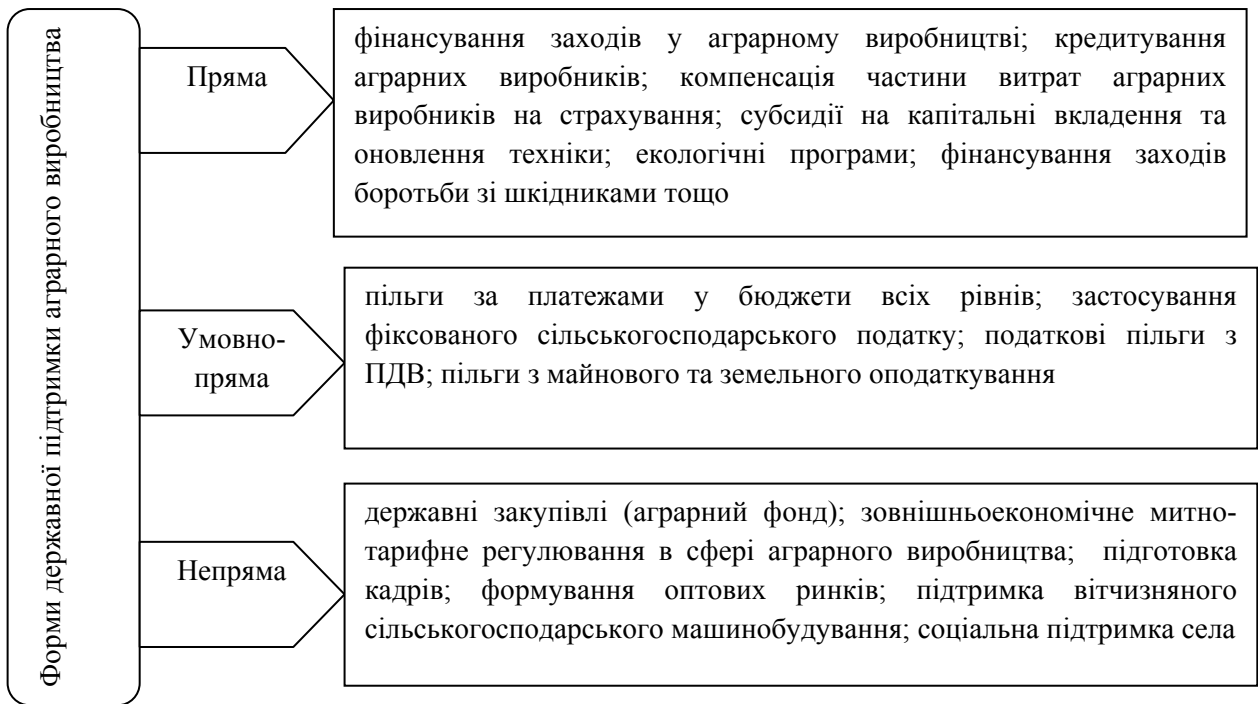 Форми державної підтримки аграрного виробництва
Пряма
фінансування заходів у аграрному виробництві; кредитування
аграрних виробників; компенсація частини витрат аграрних
виробників на страхування; субсидії на капітальні вкладення та
оновлення техніки; екологічні програми; фінансування заходів
боротьби зі шкідниками тощо
Умовно-
пряма
пільги за платежами у бюджети всіх рівнів; застосування
фіксованого сільськогосподарського податку; податкові пільги з
ПДВ; пільги з майнового та земельного оподаткування
Непряма
державні закупівлі (аграрний фонд); зовнішньоекономічне митно-
тарифне регулювання в сфері аграрного виробництва; підготовка
кадрів; формування оптових ринків; підтримка вітчизняного
сільськогосподарського машинобудування; соціальна підтримка села